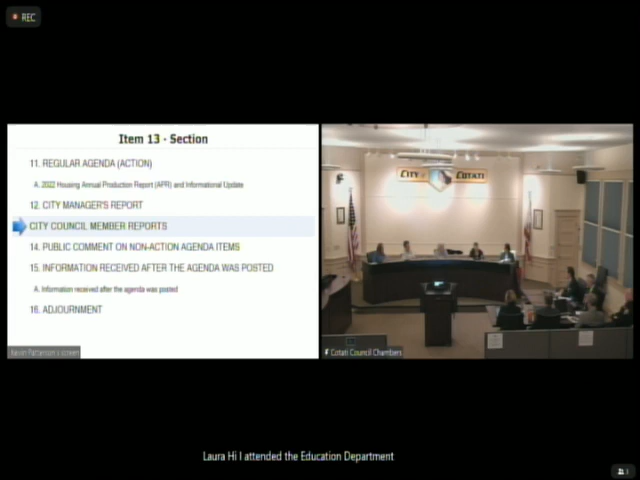 REC
Item 13 - Section
11. REGULAR AGENDA (ACTION)
A. 2022 Housing Annual Production Report (APR) and Informational Update
12. CITY MANAGER'S REPORT
CITY COUNCIL MEMBER REPORTS
14. PUBLIC COMMENT ON NON-ACTION AGENDA ITEMS
15. INFORMATION RECEIVED AFTER THE AGENDA WAS POSTED
A. Information received after the agenda was posted
16. ADJOURNMENT
Kevin Patterson's screen
CITY OF COTATI
Cotati Council Chambers
Laura Hi I attended the Education Department